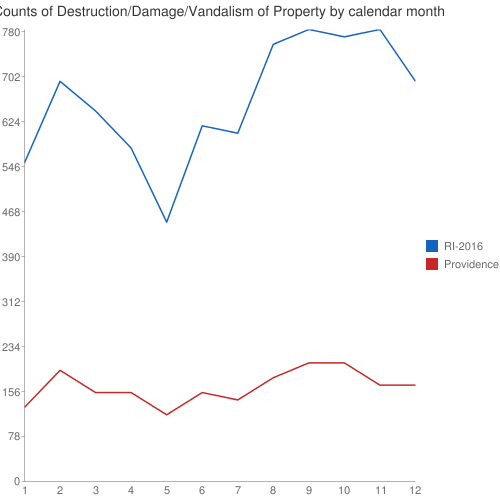 Counts of Destruction/Damage/Vandalism of Property by calendar month
780
702
624
546
468
390
312
234
156
78
0
1 2 3 4 5 6 7 8 9 10 11 12
RI-2016
Providence